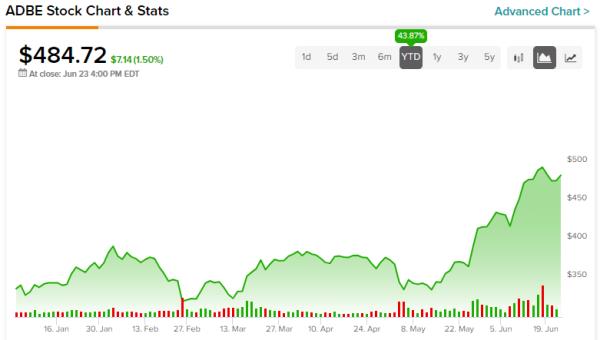 ADBE Stock Chart & Stats
Advanced Chart >
43.87%
$484.72 $7.14 (1.50%)
1d 5d 3m 6m YTD 1y 3y 5y
At close: Jun 23 4:00 PM EDT
$500
$450
$400
$350
16. Jan 30. Jan 13. Feb 27. Feb 13. Mar 27. Mar 10. Apr 24. Apr 8. May 22. May 5. Jun 19. Jun